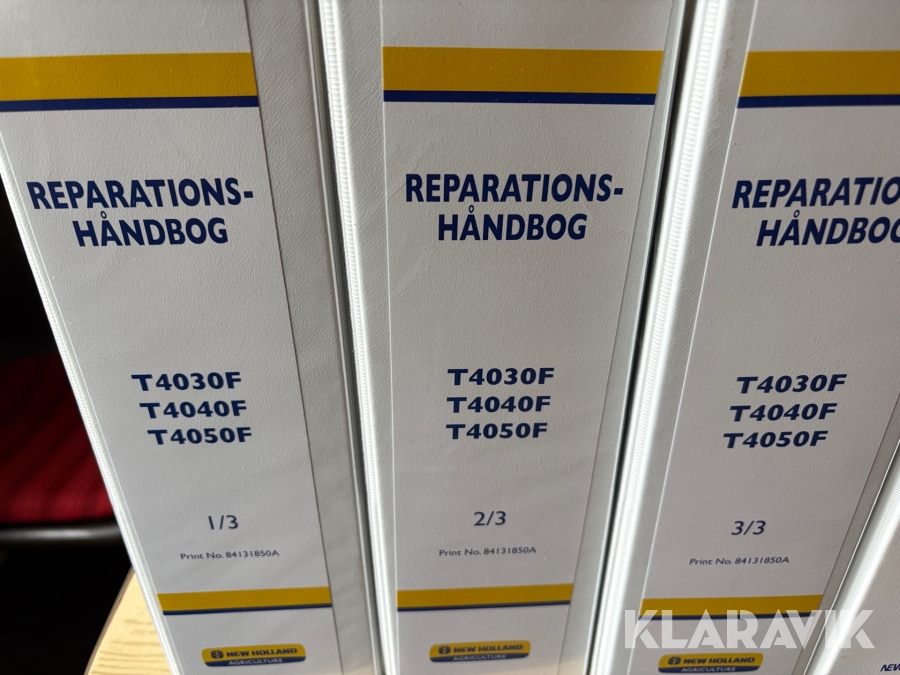 REPARATIONS-
HÅNDBOG
T4030F
T4040F
T4050F
1/3
Print No. 84131850A
NEW HOLLAND
AGRICULTURE
REPARATIONS-
HÅNDBOG
T4030F
T4040F
T4050F
2/3
Print No. 84131850A
NEW HOLLAND
AGRICULTURE
REPARATIO
HÅNDBOG
T4030F
T4040F
T4050F
3/3
Print No. 84131850A
NEW HOLLAND
AGRICULTURE
NEW
KLARAVIK